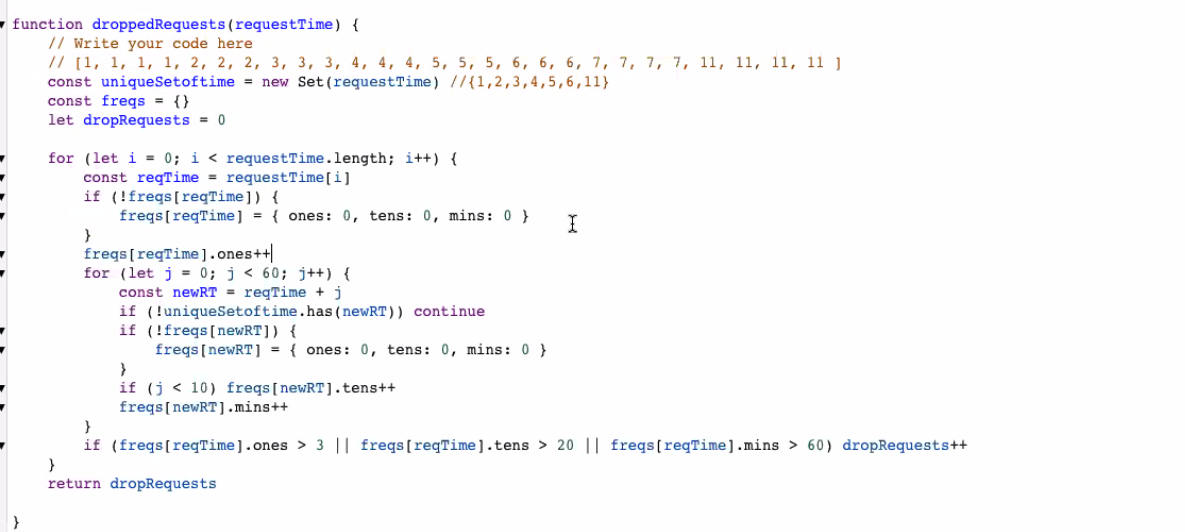 function droppedRequests(requestTime) {
    // Write your code here
    // [1, 1, 1, 1, 2, 2, 2, 3, 3, 3, 4, 4, 4, 5, 5, 5, 6, 6, 6, 7, 7, 7, 7, 11, 11, 11, 11 ]
    const uniqueSetoftime = new Set(requestTime) //{1,2,3,4,5,6,11}
    const freqs = {}
    let dropRequests = 0
    for (let i = 0; i < requestTime.length; i++) {
        const reqTime = requestTime[i]
        if (!freqs[reqTime]) {
            freqs[reqTime] = { ones: 0, tens: 0, mins: 0 }
        }
        freqs[reqTime].ones++
        for (let j = 0; j < 60; j++) {
            const newRT = reqTime + j
            if (!uniqueSetoftime.has(newRT)) continue
            if (!freqs[newRT]) {
                freqs[newRT] = { ones: 0, tens: 0, mins: 0 }
            }
            if (j < 10) freqs[newRT].tens++
            freqs[newRT].mins++
        }
        if (freqs[reqTime].ones > 3 || freqs[reqTime].tens > 20 || freqs[reqTime].mins > 60) dropRequests++
    }
    return dropRequests
}